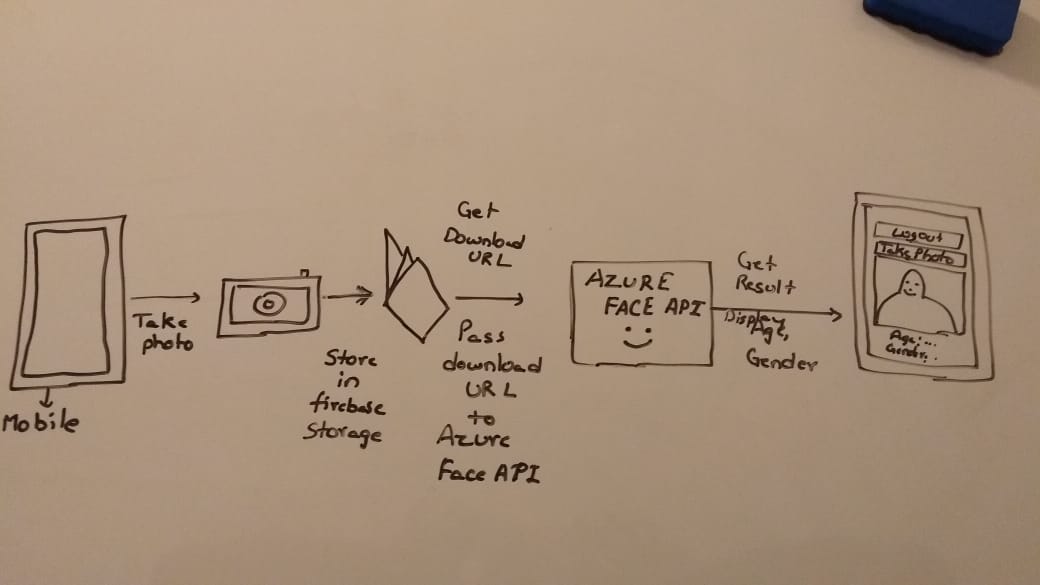 Mobile
Take
photo
Store
in
firebase
Storage
Get
Download
URL
Pass
download
URL
to
Azure
Face API
AZURE
FACE API
Get
Result
Display
Age,
Gender
Logout
Take Photo
Age:...
Gender:..